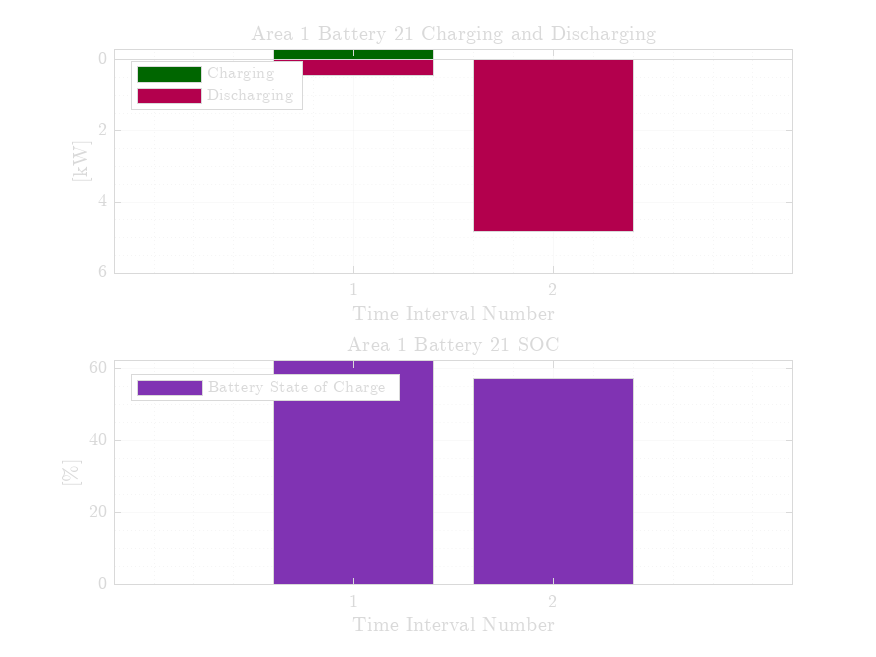 Area 1 Battery 21 Charging and Discharging
0
Charging
Discharging
2
[kW]
4
6
1 2
Time Interval Number
Area 1 Battery 21 SOC
60
Battery State of Charge
40
[%]
20
0
1 2
Time Interval Number